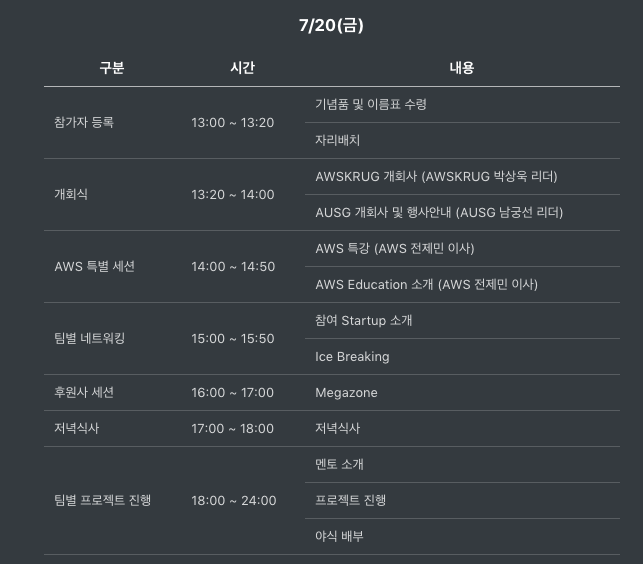 7/20(금)
구분 시간 내용
참가자 등록 13:00 ~ 13:20 기념품 및 이름표 수령
자리배치
개회식 13:20 ~ 14:00 AWSKRUG 개회사 (AWSKRUG 박상욱 리더)
AUSG 개회사 및 행사안내 (AUSG 남궁선 리더)
AWS 특별 세션 14:00 ~ 14:50 AWS 특강 (AWS 전제민 이사)
AWS Education 소개 (AWS 전제민 이사)
팀별 네트워킹 15:00 ~ 15:50 참여 Startup 소개
Ice Breaking
후원사 세션 16:00 ~ 17:00 Megazone
저녁식사 17:00 ~ 18:00 저녁식사
팀별 프로젝트 진행 18:00 ~ 24:00 멘토 소개
프로젝트 진행
야식 배부